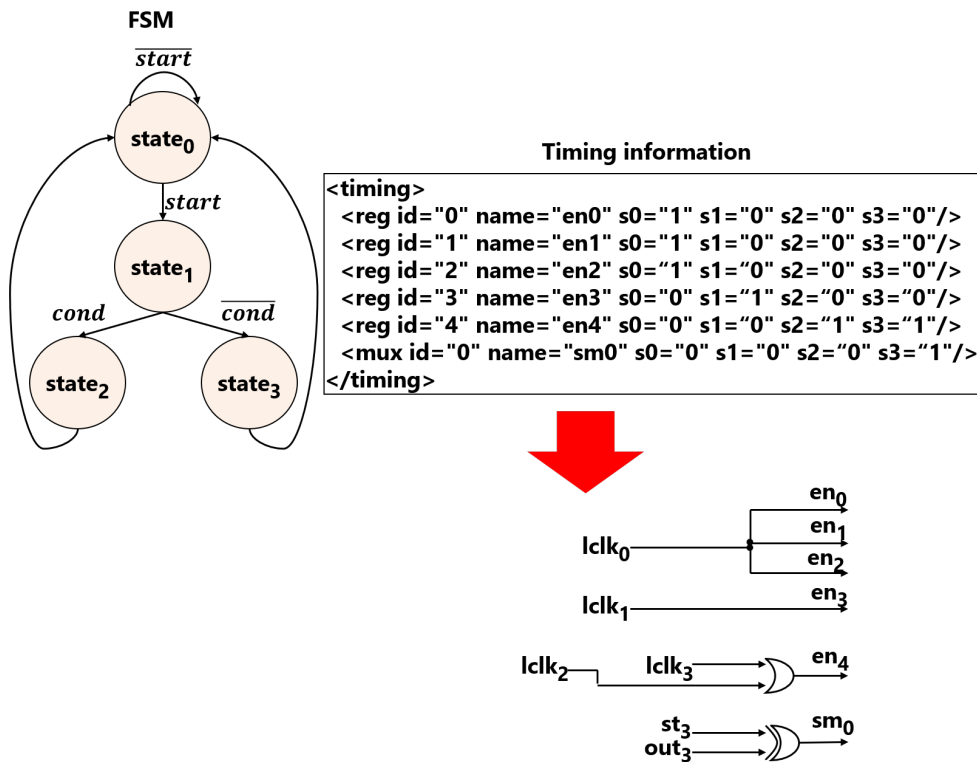 FSM
s̅t̅a̅r̅t̅
state₀
start
state₁
cond
c̅o̅n̅d̅
state₂
state₃
Timing information
<timing>
<reg id="0" name="en0" s0="1" s1="0" s2="0" s3="0"/>
<reg id="1" name="en1" s0="1" s1="0" s2="0" s3="0"/>
<reg id="2" name="en2" s0=“1" s1=“0" s2="0" s3="0"/>
<reg id="3" name="en3" s0="0" s1=“1" s2=“0" s3=“0"/>
<reg id="4" name="en4" s0="0" s1=“0" s2=“1" s3=“1"/>
<mux id="0" name="sm0" s0="0" s1="0" s2=“0" s3=“1"/>
</timing>
en₀
en₁
lclk₀
en₂
lclk₁
en₃
lclk₂
lclk₃
en₄
st₃
sm₀
out₃